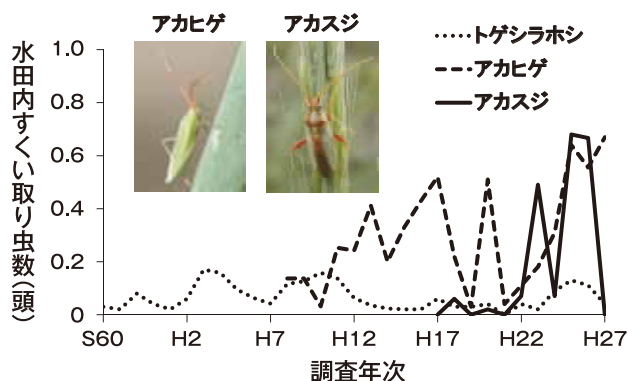 アカヒゲ
アカスジ
トゲシラホシ
アカヒゲ
アカスジ
水田内すくい取り虫数(頭)
1.0
0.8
0.6
0.4
0.2
0
S60
H2
H7
H12
H17
H22
H27
調査年次